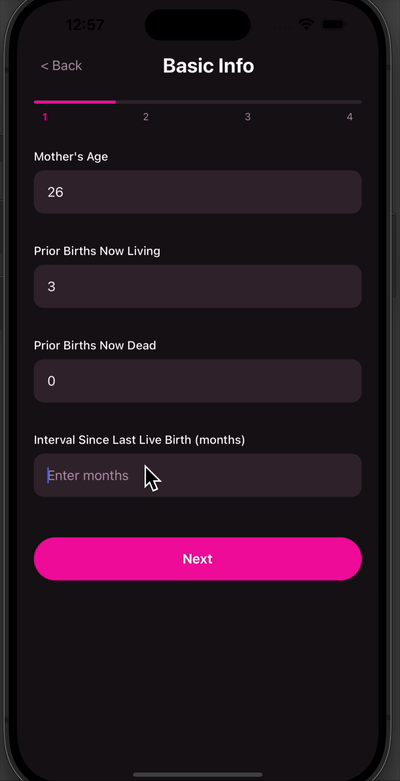 12:57
< Back
Basic Info
1
2
3
4
Mother's Age
26
Prior Births Now Living
3
Prior Births Now Dead
0
Interval Since Last Live Birth (months)
Enter months
Next